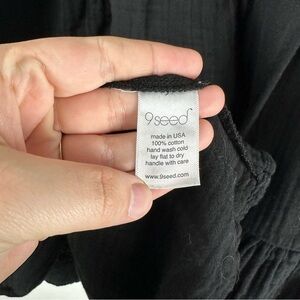 9seed
made in USA
100% cotton
hand wash cold
lay flat to dry
handle with care
www.9seed.com